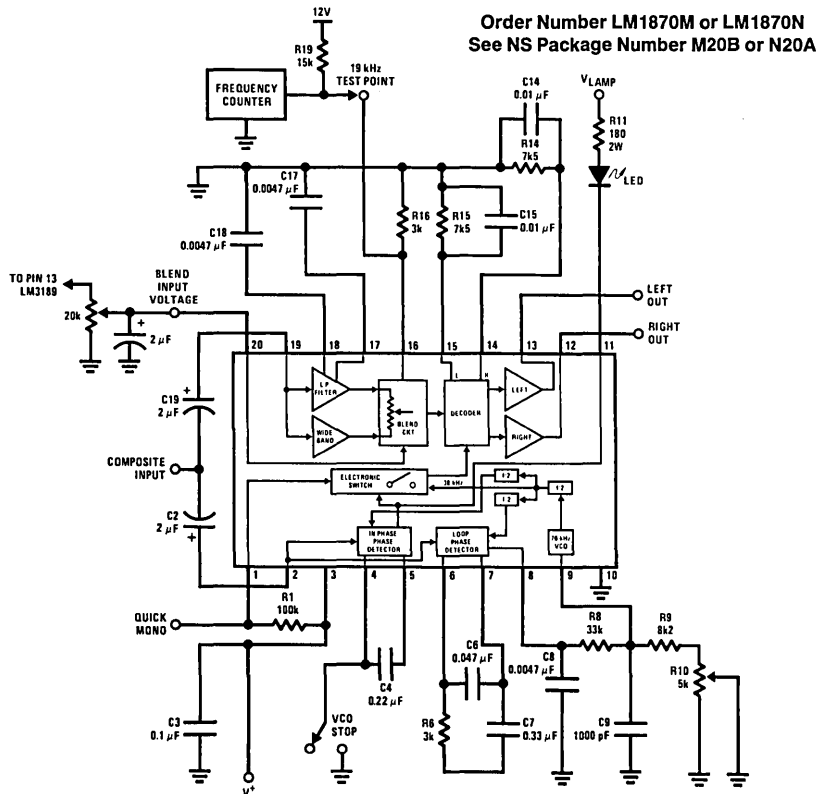 Order Number LM1870M or LM1870N
See NS Package Number M20B or N20A
12V
R19
15k
19 kHz
TEST POINT
FREQUENCY
COUNTER
C14
0.01 µF
R14
7k5
VLAMP
R11
180
2W
LED
C17
0.0047 µF
C18
0.0047 µF
R16
3k
R15
7k5
C15
0.01 µF
TO PIN 13
LM3189
20k
BLEND
INPUT
VOLTAGE
+
2 µF
LEFT
OUT
RIGHT
OUT
20
19
18
17
16
15
14
13
12
11
C19
2 µF
+
LP
FILTER
WIDE
BAND
BLEND
CKT
L
R
DECODER
LEFT
RIGHT
COMPOSITE
INPUT
ELECTRONIC
SWITCH
38 kHz
÷2
÷2
÷2
C2
2 µF
+
IN PHASE
PHASE
DETECTOR
LOOP
PHASE
DETECTOR
76 kHz
VCO
1
2
3
4
5
6
7
8
9
10
QUICK
MONO
R1
100k
C3
0.1 µF
V+
C4
0.22 µF
VCO
STOP
C6
0.047 µF
R6
3k
C7
0.33 µF
C8
0.0047 µF
R8
33k
R9
8k2
R10
5k
C9
1000 pF